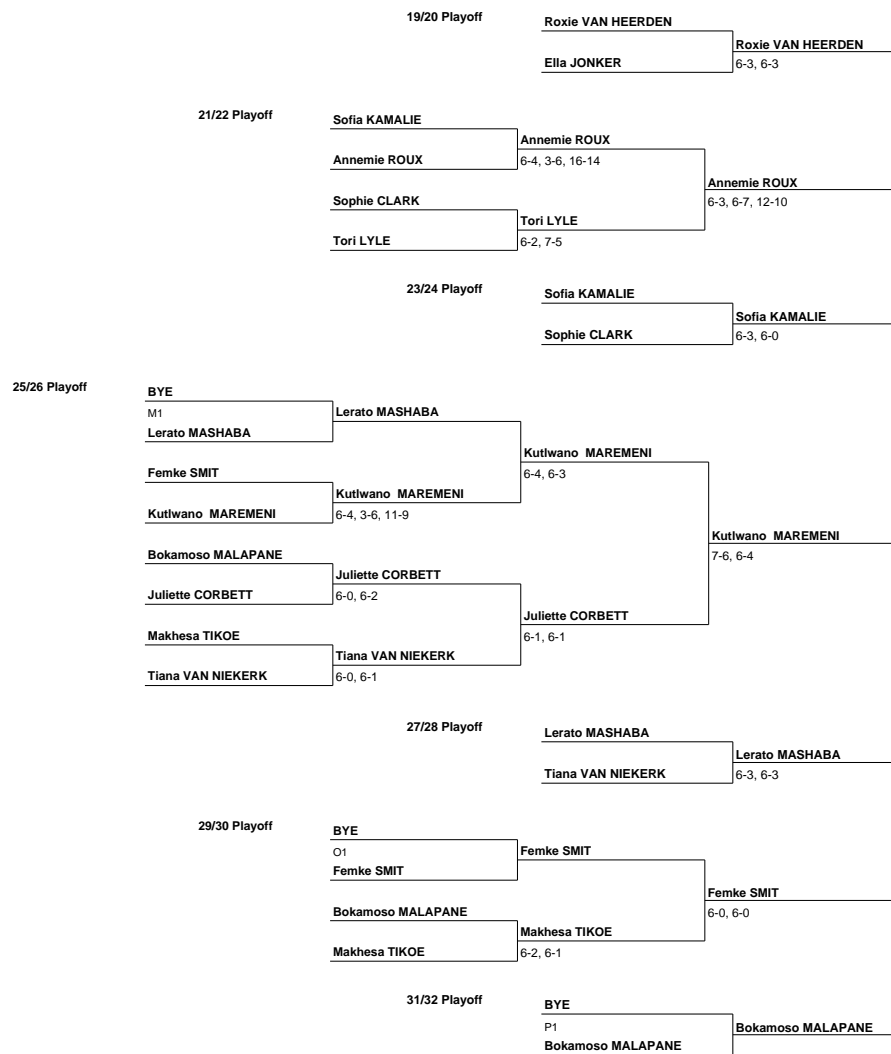 19/20 Playoff
Roxie VAN HEERDEN
Roxie VAN HEERDEN
Ella JONKER
6-3, 6-3
21/22 Playoff
Sofia KAMALIE
Annemie ROUX
Annemie ROUX
6-4, 3-6, 16-14
Annemie ROUX
Sophie CLARK
6-3, 6-7, 12-10
Tori LYLE
Tori LYLE
6-2, 7-5
23/24 Playoff
Sofia KAMALIE
Sofia KAMALIE
Sophie CLARK
6-3, 6-0
25/26 Playoff
BYE
M1
Lerato MASHABA
Lerato MASHABA
Kutlwano MAREMENI
Femke SMIT
6-4, 6-3
Kutlwano MAREMENI
Kutlwano MAREMENI
6-4, 3-6, 11-9
Kutlwano MAREMENI
Bokamoso MALAPANE
7-6, 6-4
Juliette CORBETT
Juliette CORBETT
6-0, 6-2
Juliette CORBETT
Makhesa TIKOE
6-1, 6-1
Tiana VAN NIEKERK
Tiana VAN NIEKERK
6-0, 6-1
27/28 Playoff
Lerato MASHABA
Lerato MASHABA
Tiana VAN NIEKERK
6-3, 6-3
29/30 Playoff
BYE
O1
Femke SMIT
Femke SMIT
Femke SMIT
Bokamoso MALAPANE
6-0, 6-0
Makhesa TIKOE
Makhesa TIKOE
6-2, 6-1
31/32 Playoff
BYE
P1
Bokamoso MALAPANE
Bokamoso MALAPANE